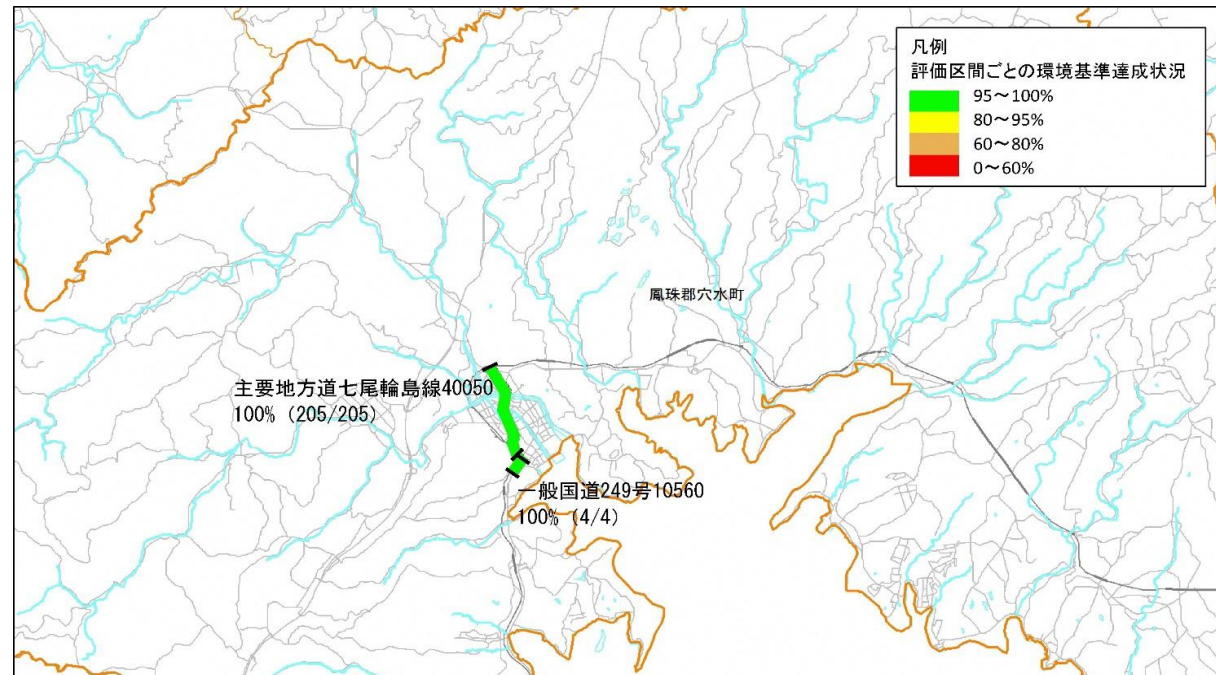 凡例
評価区間ごとの環境基準達成状況
95～100%
80～95%
60～80%
0～60%
鳳珠郡穴水町
主要地方道七尾輪島線40050
100% (205/205)
一般国道249号10560
100% (4/4)